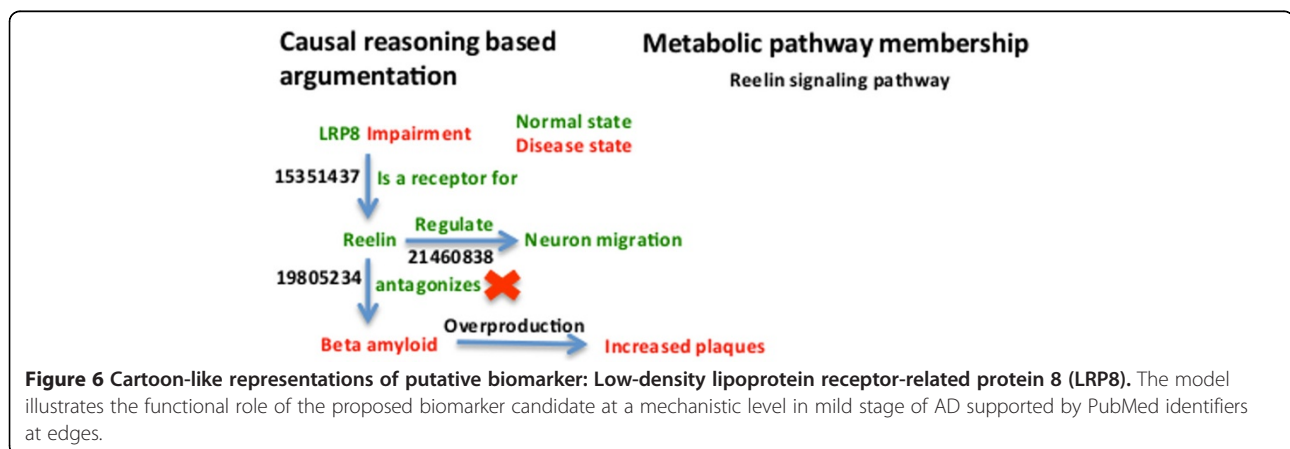 Causal reasoning based
argumentation
Metabolic pathway membership
Reelin signaling pathway
Normal state
Disease state
LRP8 Impairment
15351437
Is a receptor for
Reelin
Regulate
21460838
Neuron migration
19805234
antagonizes
Beta amyloid
Overproduction
Increased plaques
Figure 6 Cartoon-like representations of putative biomarker: Low-density lipoprotein receptor-related protein 8 (LRP8). The model
illustrates the functional role of the proposed biomarker candidate at a mechanistic level in mild stage of AD supported by PubMed identifiers
at edges.